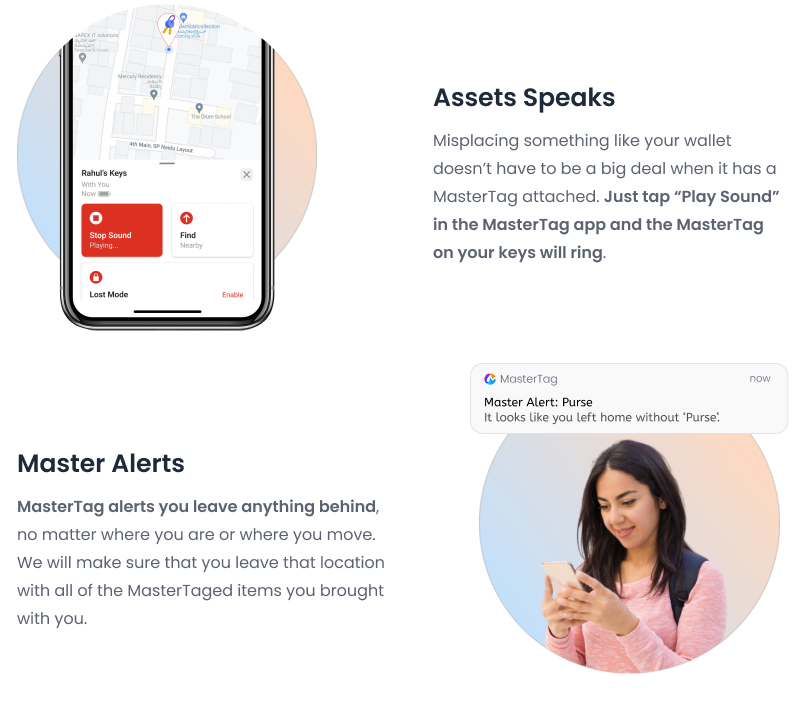 APEX IT solutions
damikaircollection
Mercury Residency
The Glum School
4th Main, SP Naidu Layout
Rahul's Keys
With You
Now
Stop Sound
Playing...
Find
Nearby
Lost Mode
Enable
Assets Speaks
Misplacing something like your wallet
doesn't have to be a big deal when it has a
MasterTag attached. Just tap “Play Sound”
in the MasterTag app and the MasterTag
on your keys will ring.
MasterTag
now
Master Alert: Purse
It looks like you left home without ‘Purse’.
Master Alerts
MasterTag alerts you leave anything behind,
no matter where you are or where you move.
We will make sure that you leave that location
with all of the MasterTaged items you brought
with you.